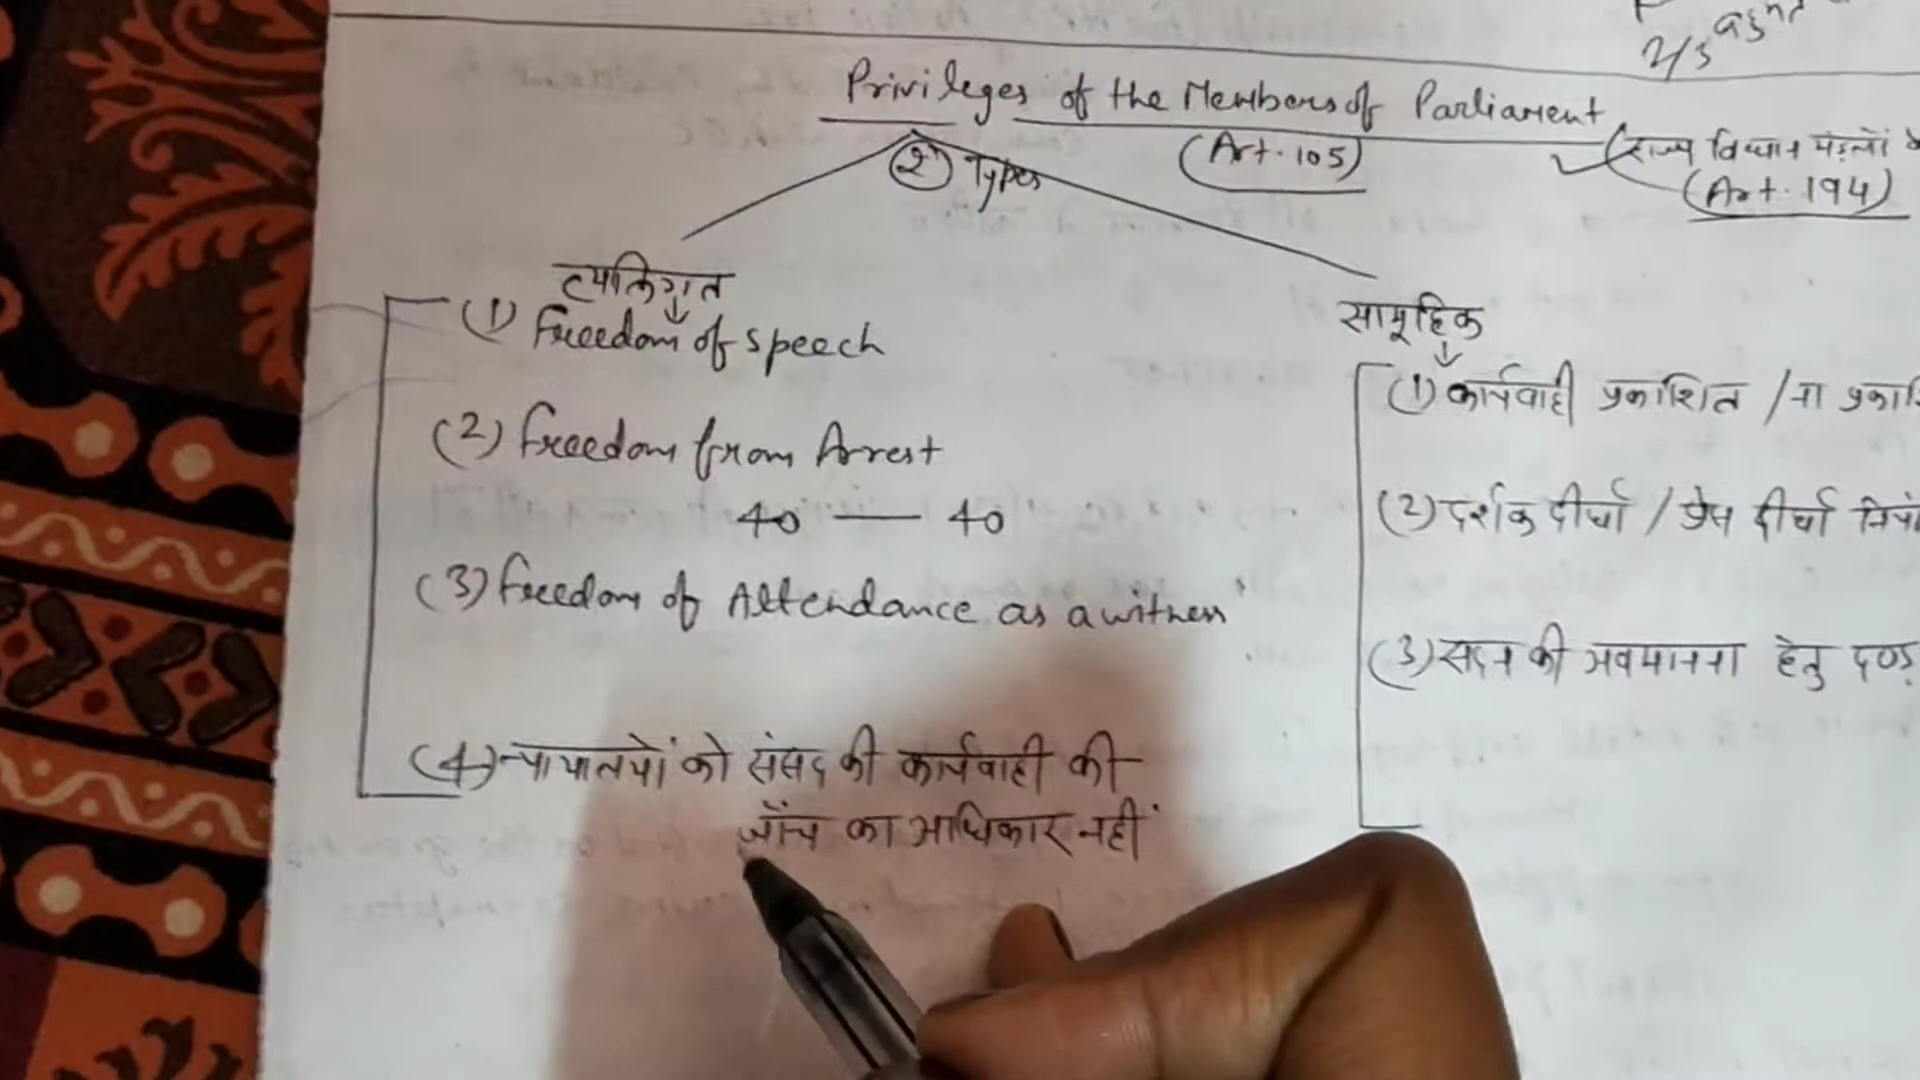 2/3
Privileges of the Members of Parliament
(Art. 105)
(राज्य विधान मंडलों
(Art. 194)
2 Types
व्यक्तिगत
(1) Freedom of speech
(2) Freedom from Arrest
40 — 40
(3) Freedom of Attendance as a witness
(4) न्यायालयों को संसद की कार्यवाही की
जाँच का अधिकार नहीं
सामूहिक
(1) कार्यवाही प्रकाशित / ना
(2) दर्शक दीर्घा / प्रेस दीर्घा
(3) सदन की अवमानना हेतु दण्ड